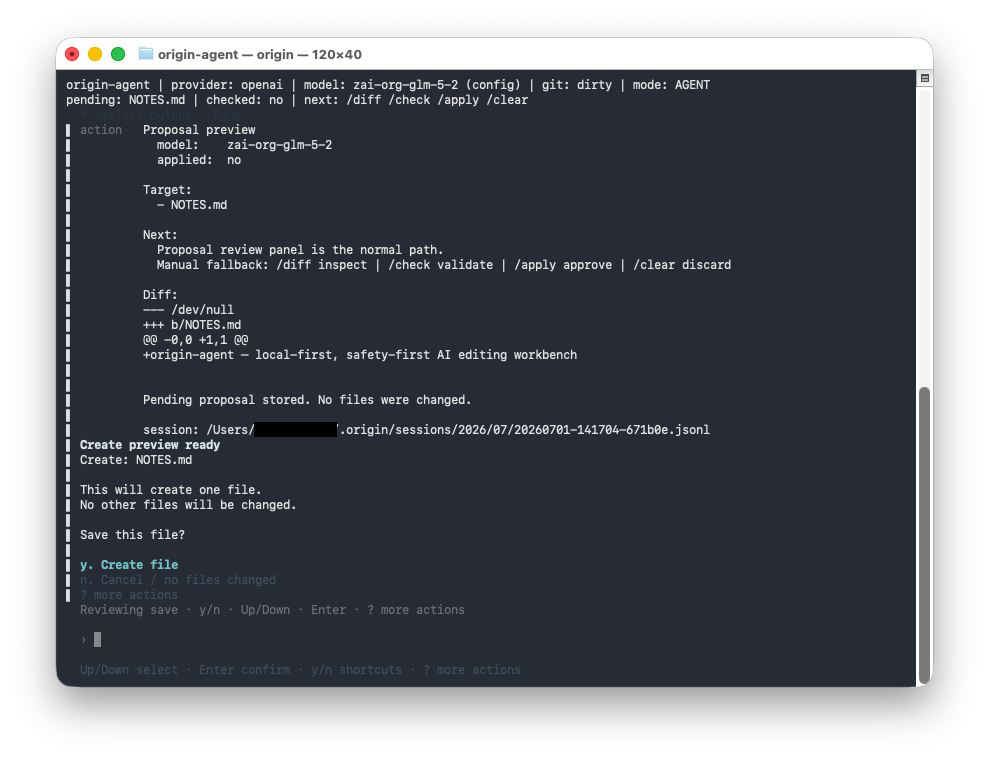 origin-agent — origin — 120×40
origin-agent | provider: openai | model: zai-org-glm-5-2 (config) | git: dirty | mode: AGENT
pending: NOTES.md | checked: no | next: /diff /check /apply /clear
↑ earlier output · PgUp
action Proposal preview
model: zai-org-glm-5-2
applied: no
Target:
- NOTES.md
Next:
Proposal review panel is the normal path.
Manual fallback: /diff inspect | /check validate | /apply approve | /clear discard
Diff:
--- /dev/null
+++ b/NOTES.md
@@ -0,0 +1,1 @@
+origin-agent — local-first, safety-first AI editing workbench
Pending proposal stored. No files were changed.
session: /Users/ .origin/sessions/2026/07/20260701-141704-671b0e.jsonl
Create preview ready
Create: NOTES.md
This will create one file.
No other files will be changed.
Save this file?
y. Create file
n. Cancel / no files changed
? more actions
Reviewing save · y/n · Up/Down · Enter · ? more actions
›
Up/Down select · Enter confirm · y/n shortcuts · ? more actions